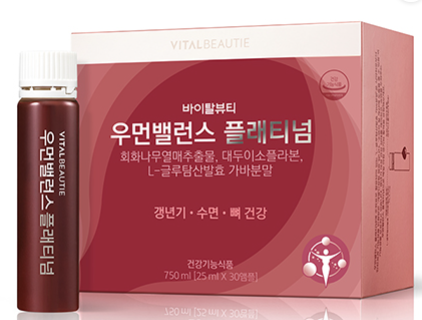 VITALBEAUTIE
바이탈뷰티
우먼밸런스 플래티넘
회화나무열매추출물, 대두이소플라본,
L-글루탐산발효 가바분말
갱년기 · 수면 · 뼈 건강
건강기능식품
750 ml [25 ml X 30앰플]
VITALBEAUTIE
우먼밸런스 플래티넘